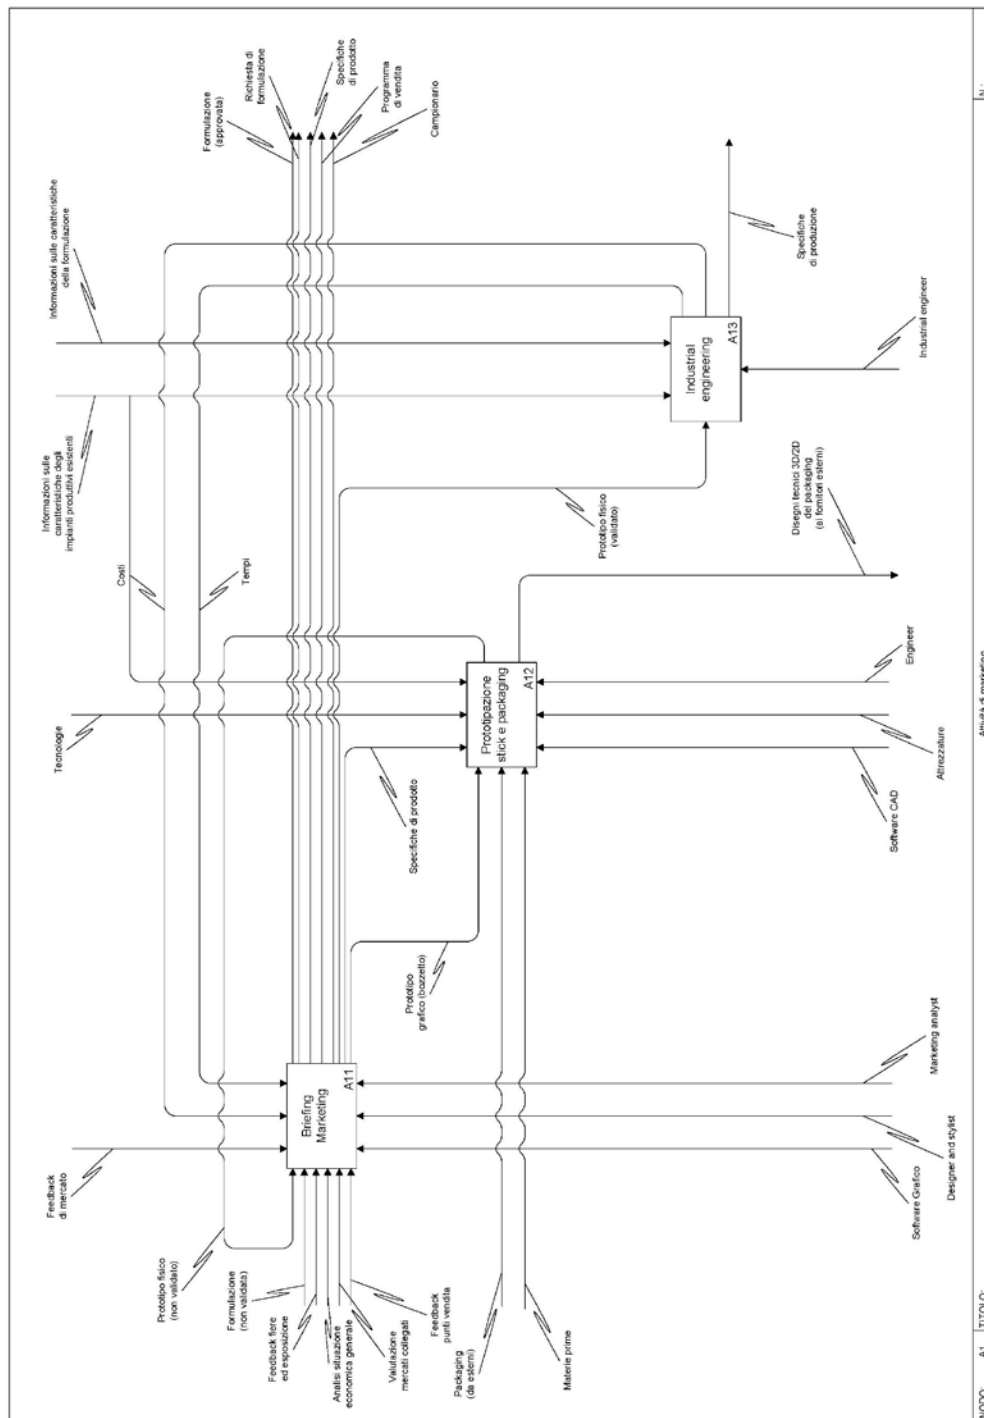 Feedback
di mercato
Tecnologie
Informazioni sulle
caratteristiche degli
impianti produttivi esistenti
Informazioni sulle caratteristiche
della formulazione
Costi
Tempi
Prototipo fisico
(non validato)
Formulazione
(non validata)
Feedback fiere
ed esposizione
Analisi situazione
economica generale
Valutazione
mercati collegati
Feedback
punti vendita
Packaging
(da esterni)
Materie prime
Briefing
Marketing
A11
Formulazione
(approvata)
Richiesta di
formulazione
Specifiche
di prodotto
Programma
di vendita
Campionario
Specifiche di prodotto
Prototipo
grafico (bozzetto)
Prototipazione
stick e packaging
A12
Prototipo fisico
(validato)
Industrial
engineering
A13
Specifiche
di produzione
Disegni tecnici 3D/2D
del packaging
(ai fornitori esterni)
Software Grafico
Designer and stylist
Marketing analyst
Software CAD
Attrezzature
Engineer
Industrial engineer
NODO:
A1
TITOLO:
Attività di marketing
N.: